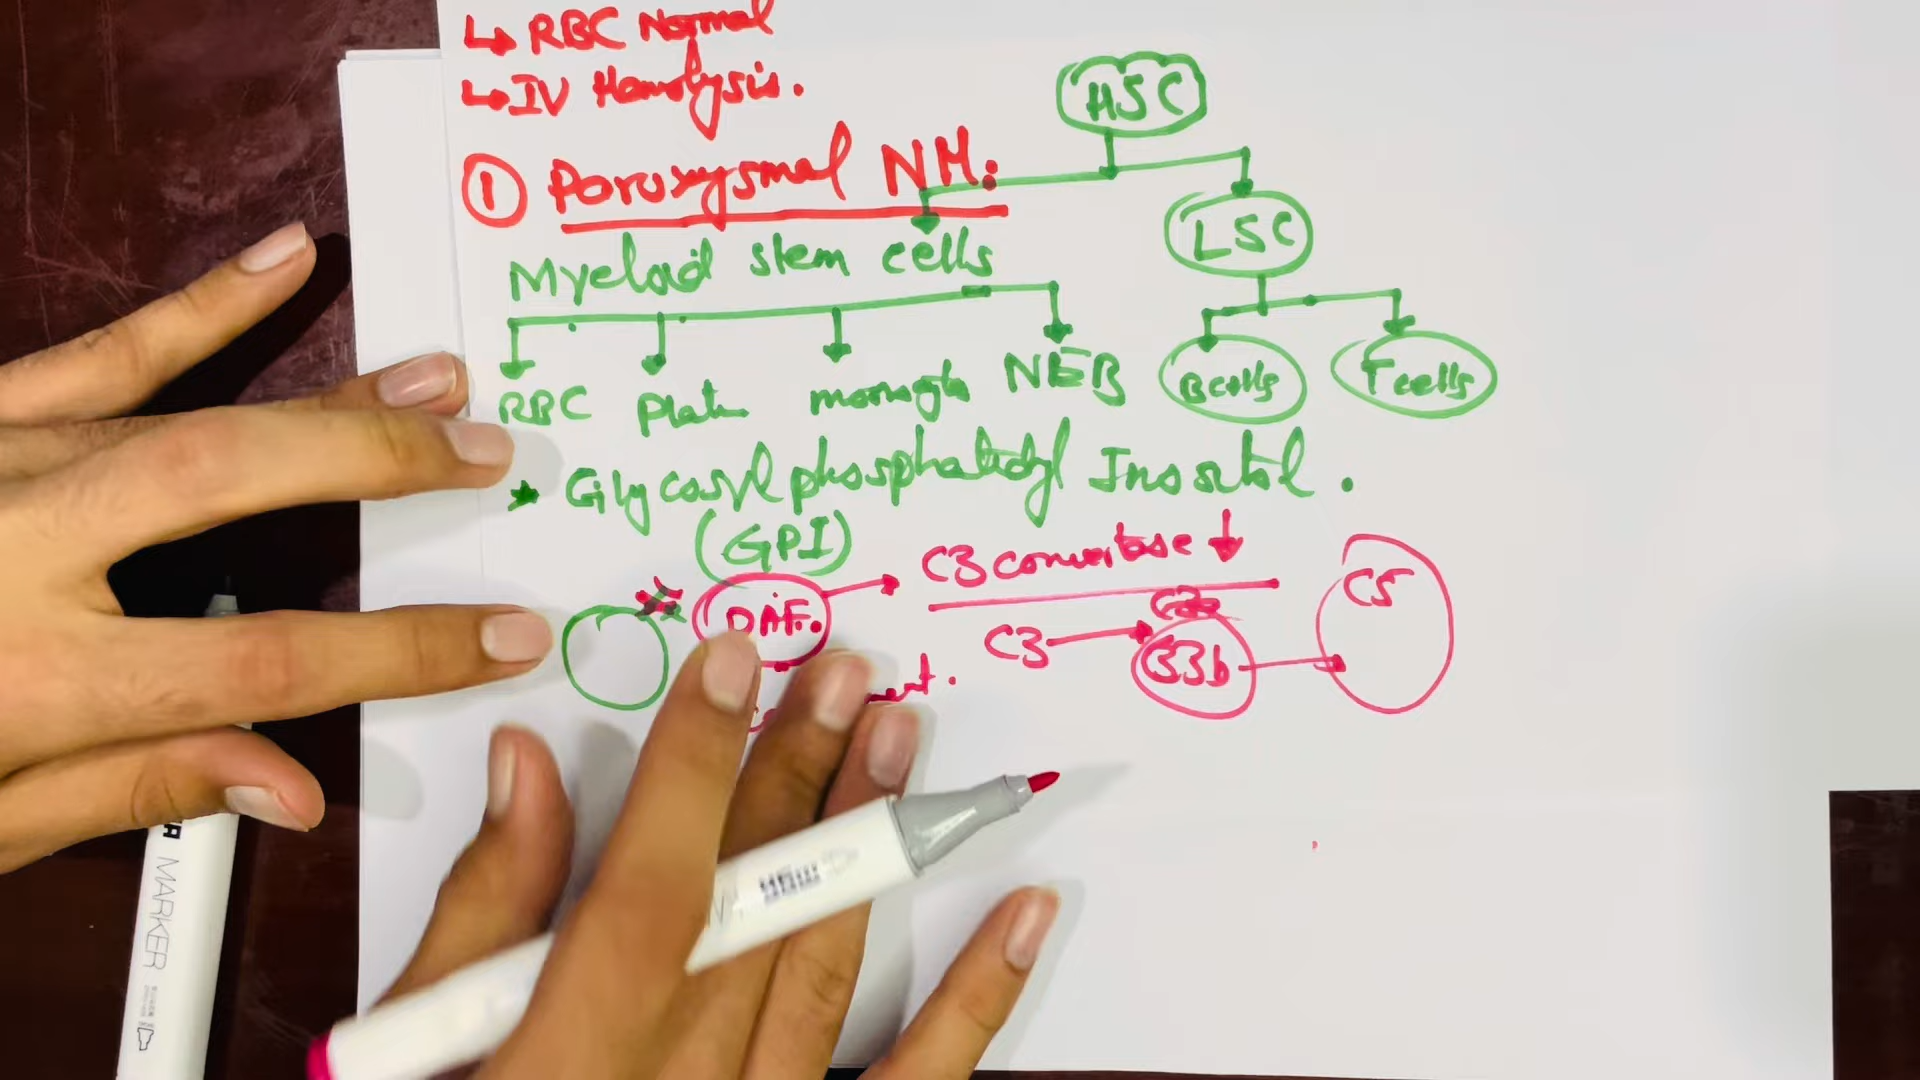 ↳ RBC Normal
↳ IV Hemolysis.
HSC
① Paroxysmal NH:
LSC
Myeloid stem cells
RBC Plate monocyte NEB B cells T cells
★ Glycosyl phosphatidyl Inositol.
(GPI)
C3 convertase ↓
C5
DAF.
C3a
C3 → C3b
MARKER